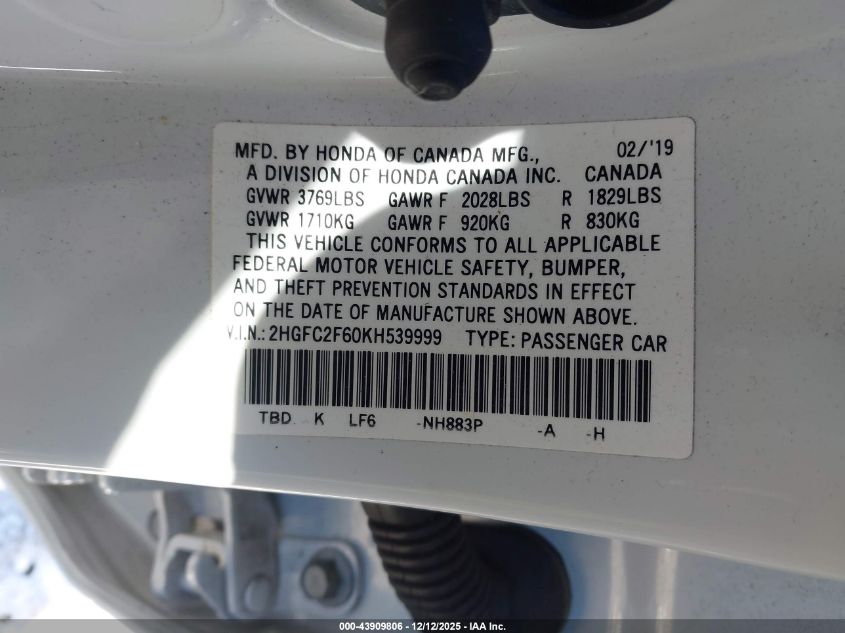 MFD. BY HONDA OF CANADA MFG., 02/'19
A DIVISION OF HONDA CANADA INC. CANADA
GVWR 3769LBS GAWR F 2028LBS R 1829LBS
GVWR 1710KG GAWR F 920KG R 830KG
THIS VEHICLE CONFORMS TO ALL APPLICABLE
FEDERAL MOTOR VEHICLE SAFETY, BUMPER,
AND THEFT PREVENTION STANDARDS IN EFFECT
ON THE DATE OF MANUFACTURE SHOWN ABOVE.
V.I.N.: 2HGFC2F60KH539999 TYPE: PASSENGER CAR
TBD K LF6 -NH883P -A -H
000-43909806 - 12/12/2025 - IAA Inc.